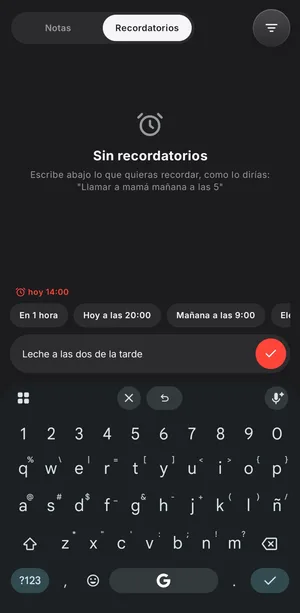 Notas
Recordatorios
Sin recordatorios
Escribe abajo lo que quieras recordar, como lo dirías:
"Llamar a mamá mañana a las 5"
hoy 14:00
En 1 hora
Hoy a las 20:00
Mañana a las 9:00
Ele
Leche a las dos de la tarde
1 2 3 4 5 6 7 8 9 0
q % w \ e | r = t [ y ] u < i > o { p }
a @ s # d $ f _ g & h - j + k ( l ) ñ /
z * x " c ' v : b ; n ! m ?
?123 , G .